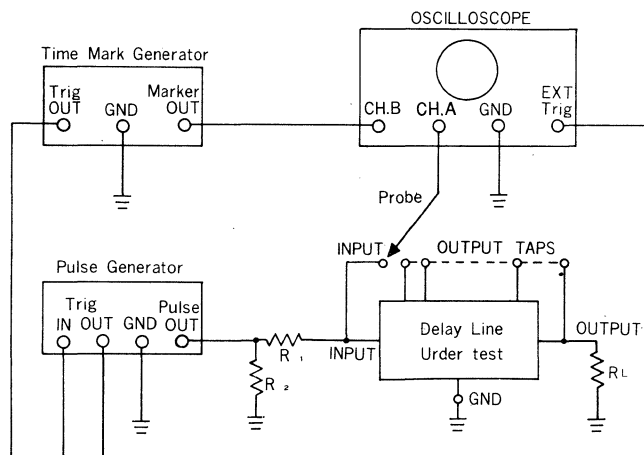 OSCILLOSCOPE
Time Mark Generator
Trig
OUT
GND
Marker
OUT
CH.B
CH.A
GND
EXT
Trig
Probe
INPUT
OUTPUT TAPS
Pulse Generator
Trig
IN
OUT
GND
Pulse
OUT
R1
R2
INPUT
Delay Line
Urder test
OUTPUT
RL
GND